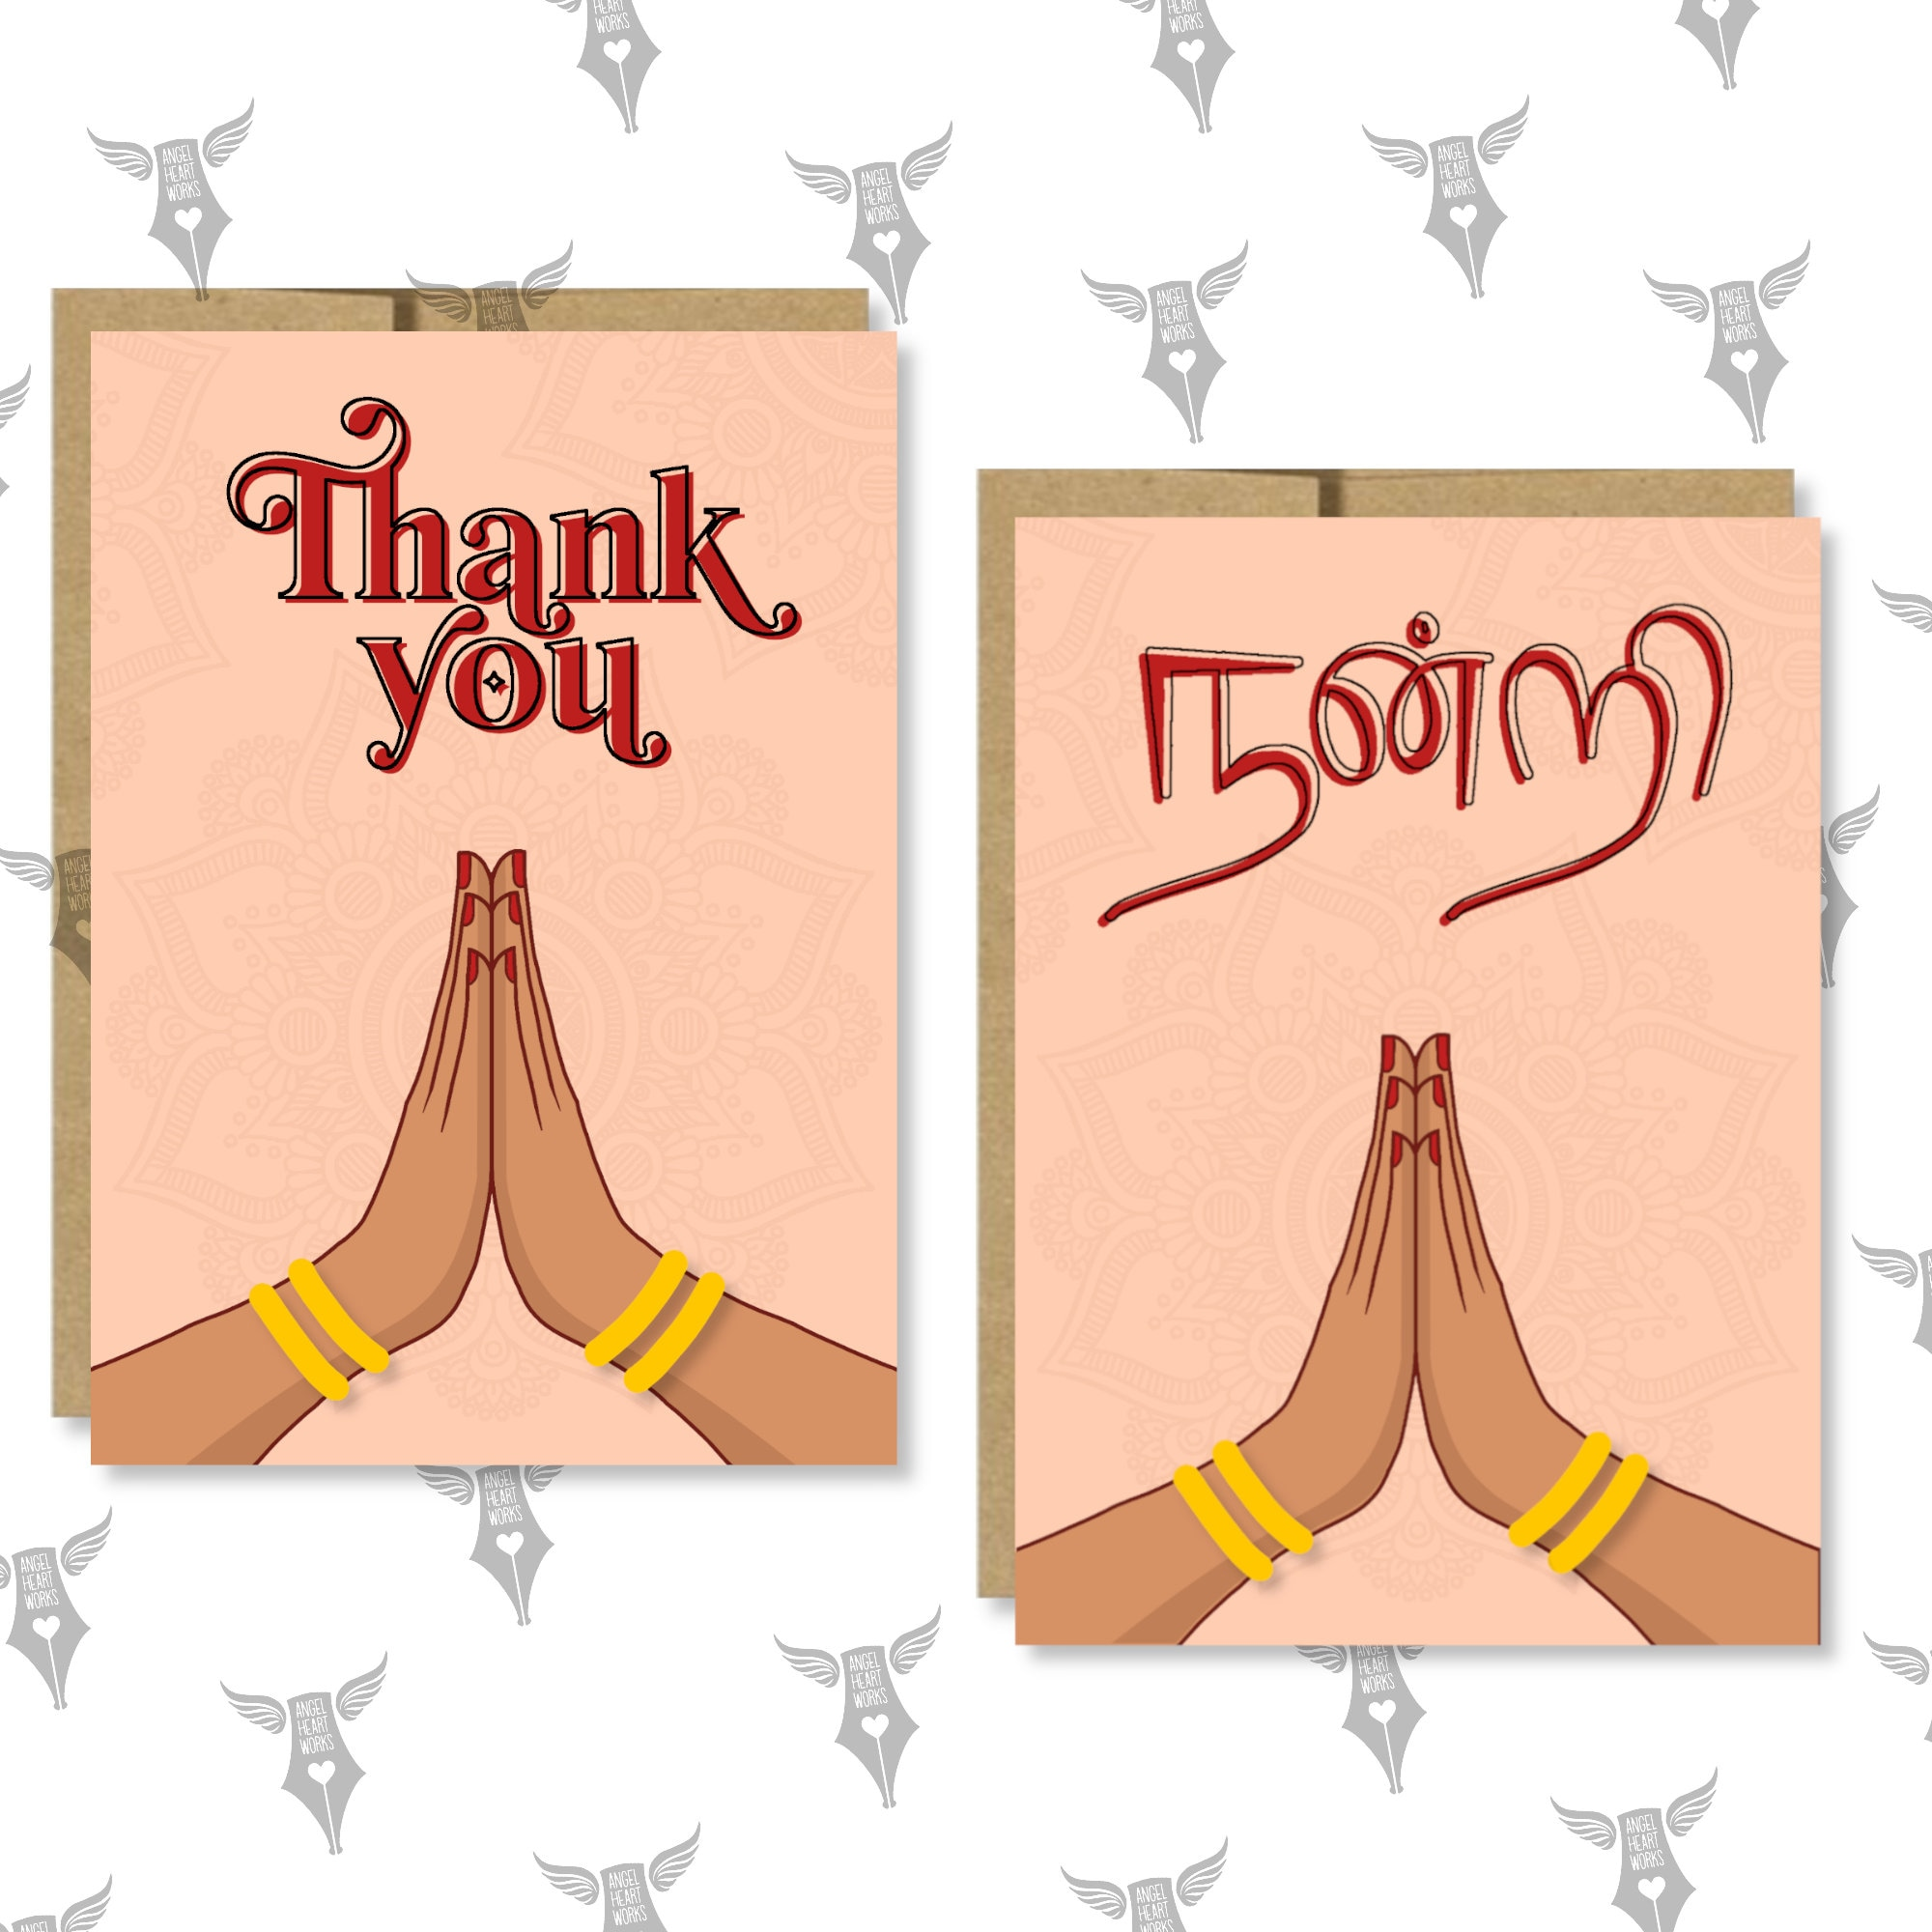 Thank
you
நன்றி
ANGEL
HEART
WORKS